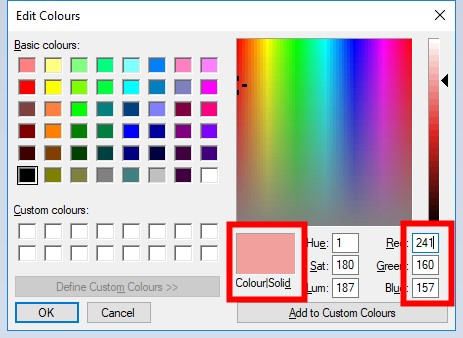 Edit Colours
Basic colours:
Custom colours:
Define Custom Colours >>
OK
Cancel
Colour|Solid
Hue: 1
Sat: 180
Lum: 187
Red: 241
Green: 160
Blue: 157
Add to Custom Colours